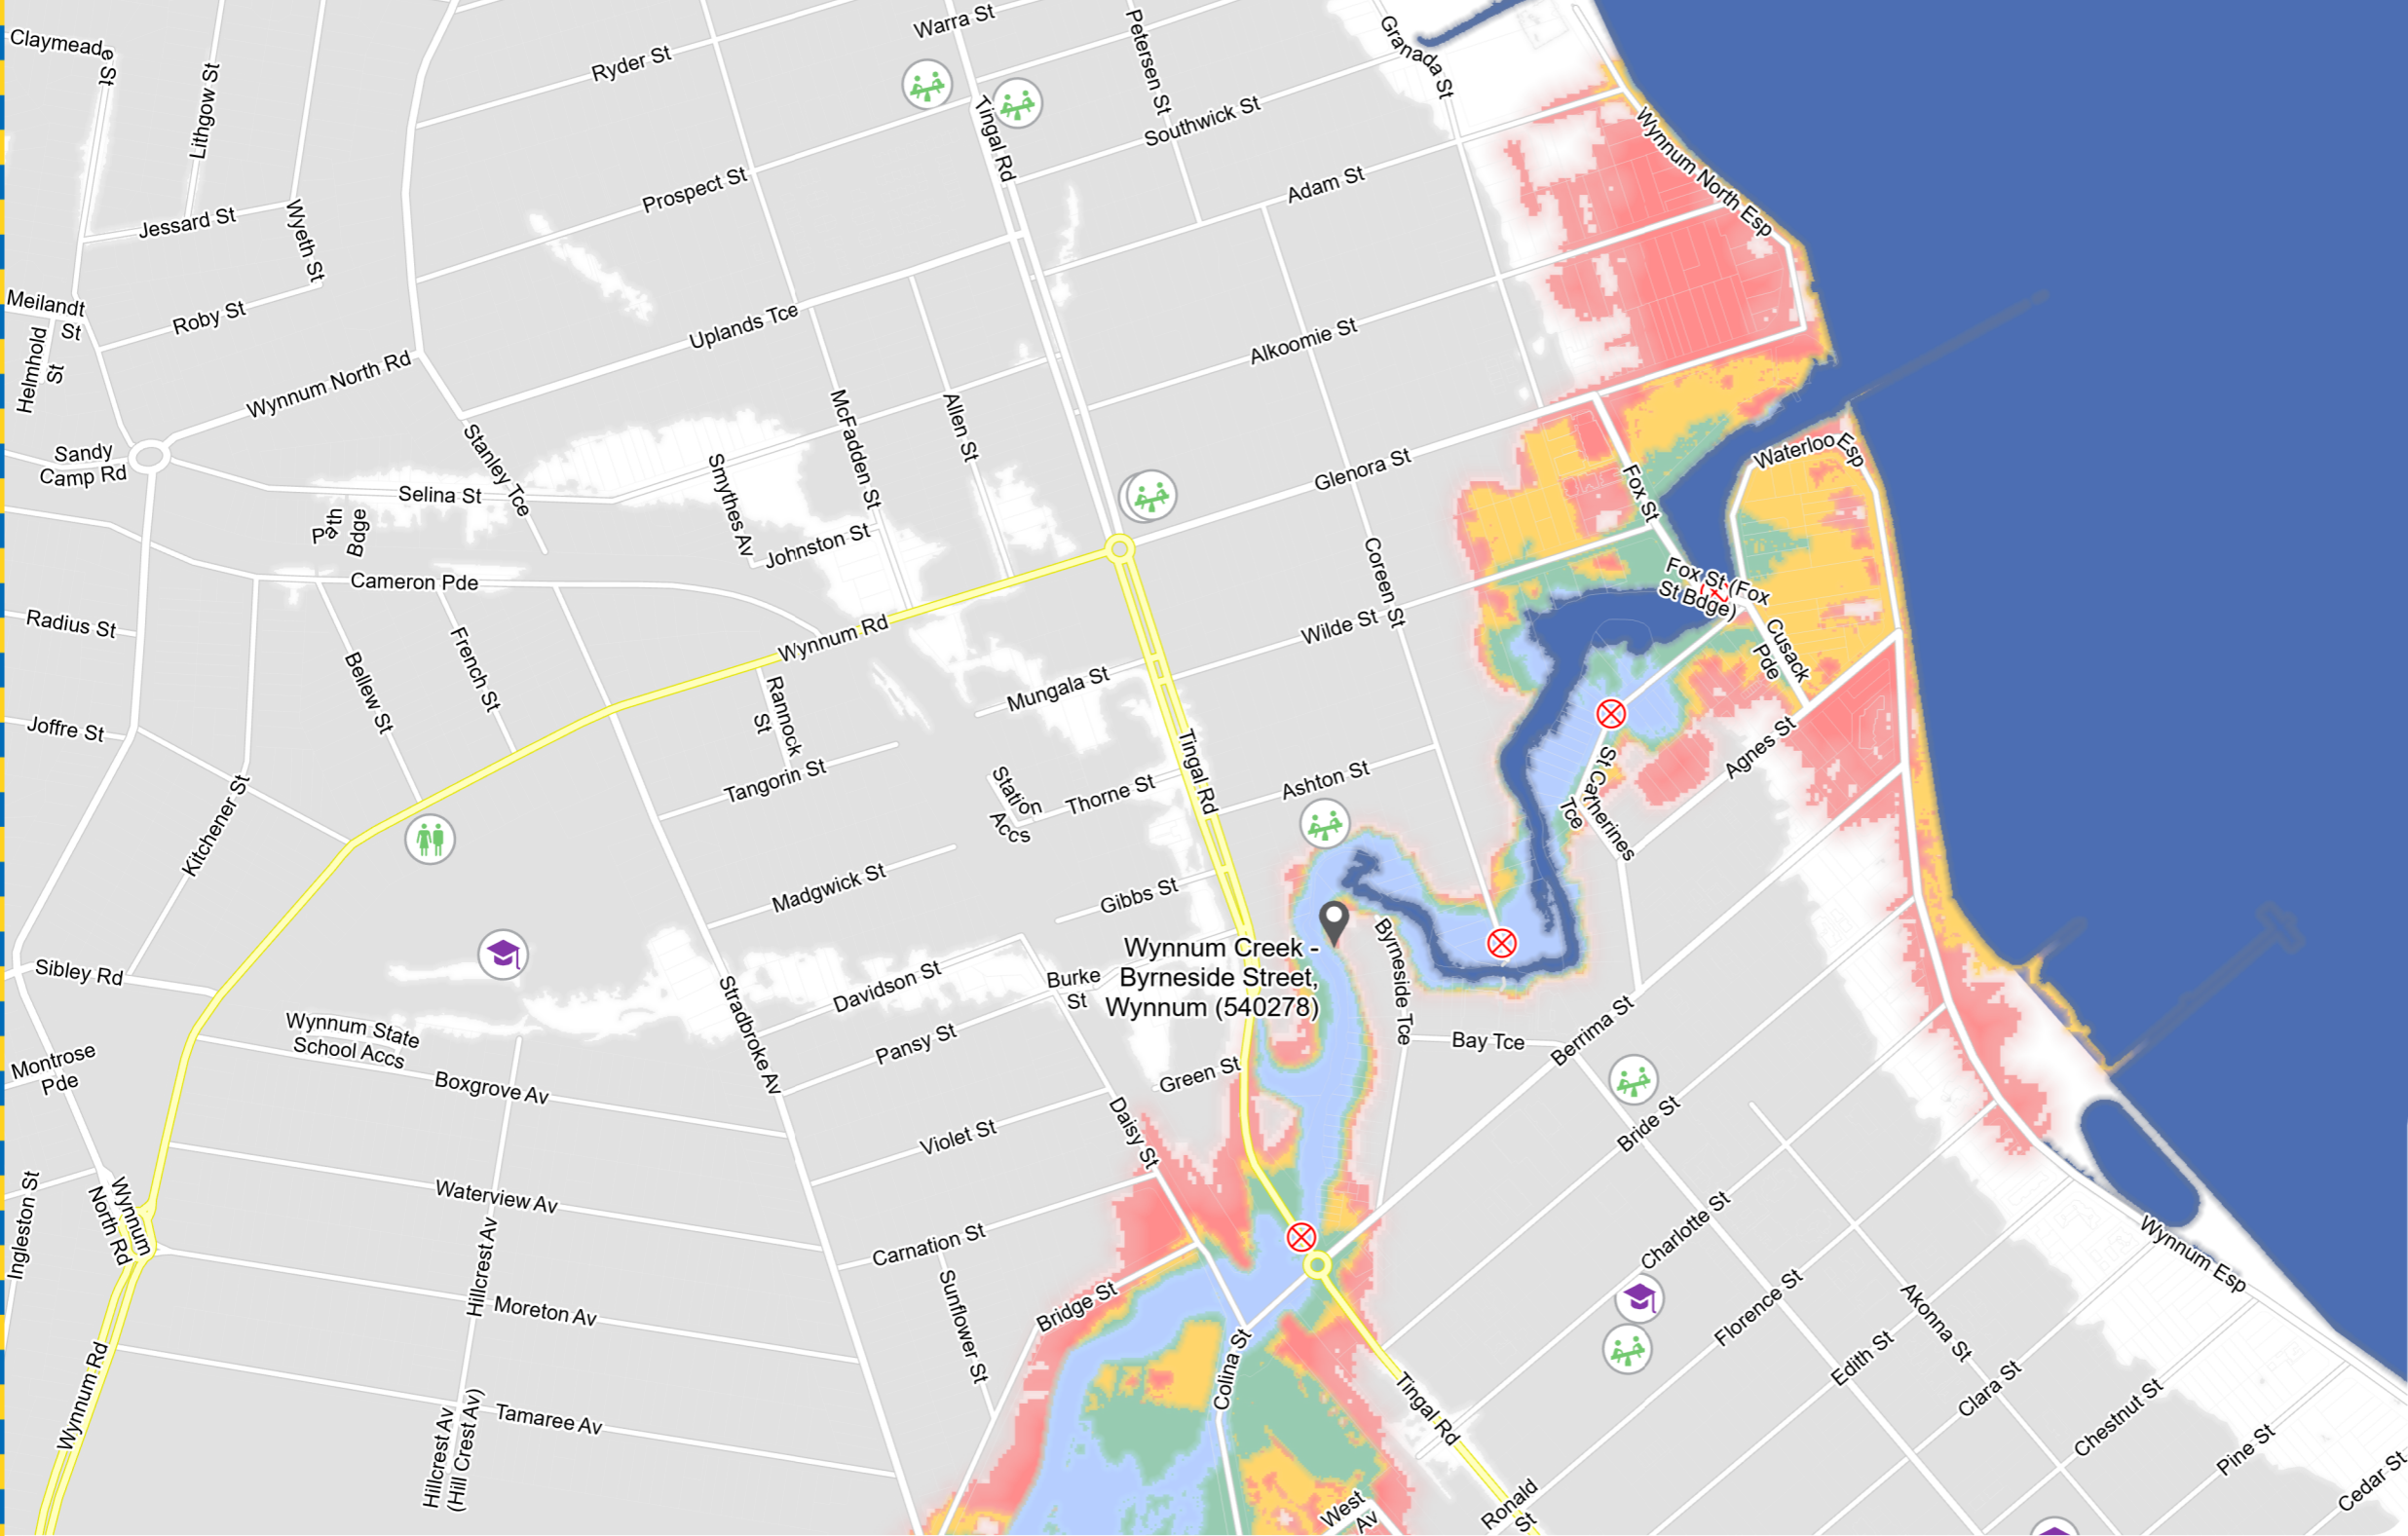 Claymeade St
Lithgow St
Ryder St
Warra St
Petersen St
Granada St
Tingal Rd
Southwick St
Wynnum North Esp
Prospect St
Adam St
Jessard St
Wyeth St
Meilandt
St
Roby St
Helmhold
St
Uplands Tce
Alkoomie St
Wynnum North Rd
McFadden St
Allen St
Sandy
Camp Rd
Stanley Tce
Selina St
Smythes Av
Glenora St
Fox St
Waterloo Esp
Path
Bdge
Johnston St
Coreen St
Cameron Pde
Fox St (Fox
St Bdge)
Radius St
Wynnum Rd
Wilde St
Cusack
Pde
Bellew St
French St
Rannock
St
Mungala St
Joffre St
Tingal Rd
Agnes St
Tangorin St
Station
Accs
Thorne St
Ashton St
St Catherines
Tce
Kitchener St
Madgwick St
Gibbs St
Wynnum Creek -
Byrneside Street,
Wynnum (540278)
Byrneside Tce
Sibley Rd
Davidson St
Burke
St
Stradbroke Av
Wynnum State
School Accs
Pansy St
Bay Tce
Berrima St
Montrose
Pde
Boxgrove Av
Green St
Daisy St
Violet St
Bride St
Ingleston St
Wynnum
North Rd
Waterview Av
Hillcrest Av
Carnation St
Charlotte St
Wynnum Esp
Sunflower St
Bridge St
Moreton Av
Florence St
Akonna St
Colina St
Edith St
Wynnum Rd
Tingal Rd
Clara St
Chestnut St
Hillcrest Av
(Hill Crest Av)
Tamaree Av
Pine St
West
Av
Ronald
St
Cedar St